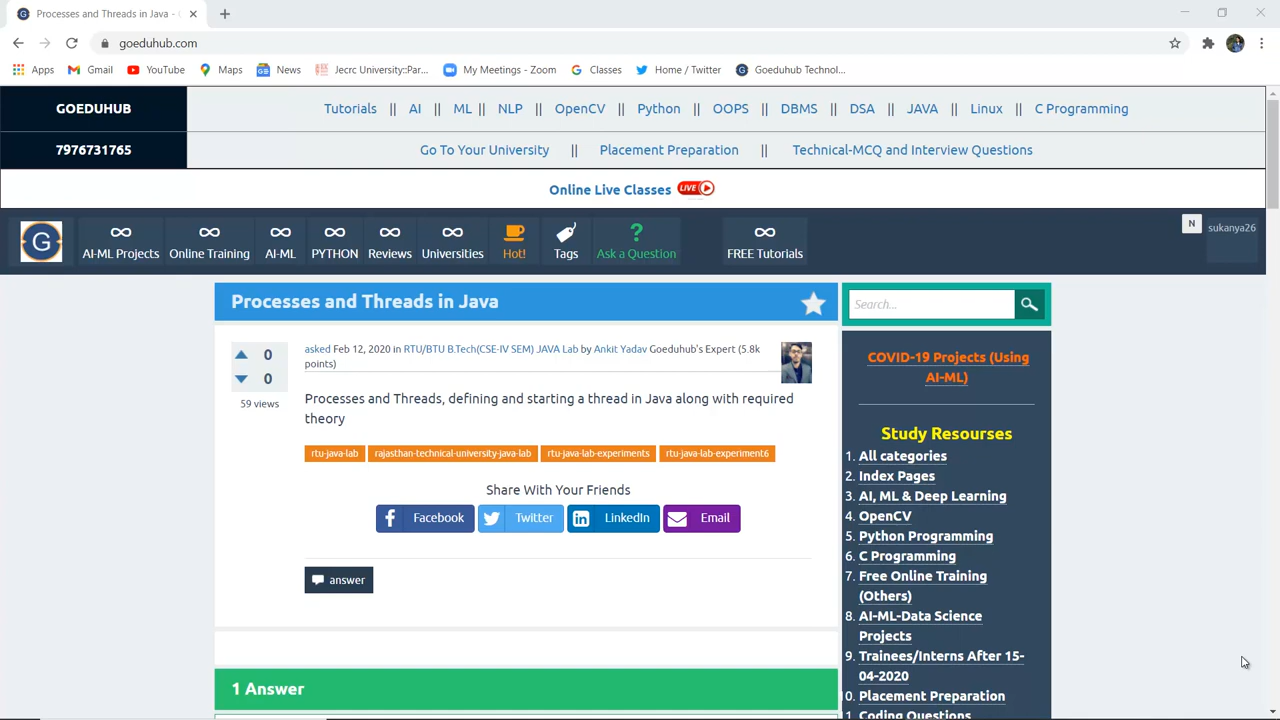 Processes and Threads in Java -
goeduhub.com
Apps Gmail YouTube Maps News Jecrc University::Par... My Meetings - Zoom Classes Home / Twitter Goeduhub Technol...
GOEDUHUB Tutorials || AI || ML || NLP || OpenCV || Python || OOPS || DBMS || DSA || JAVA || Linux || C Programming
7976731765 Go To Your University || Placement Preparation || Technical-MCQ and Interview Questions
Online Live Classes LIVE
G AI-ML Projects Online Training AI-ML PYTHON Reviews Universities Hot! Tags ? Ask a Question FREE Tutorials N sukanya26
Processes and Threads in Java
0
0
59 views
asked Feb 12, 2020 in RTU/BTU B.Tech(CSE-IV SEM) JAVA Lab by Ankit Yadav Goeduhub's Expert (5.8k
points)
Processes and Threads, defining and starting a thread in Java along with required
theory
rtu-java-lab rajasthan-technical-university-java-lab rtu-java-lab-experiments rtu-java-lab-experiment6
Share With Your Friends
Facebook Twitter LinkedIn Email
answer
1 Answer
Search...
COVID-19 Projects (Using
AI-ML)
Study Resourses
1. All categories
2. Index Pages
3. AI, ML & Deep Learning
4. OpenCV
5. Python Programming
6. C Programming
7. Free Online Training
(Others)
8. AI-ML-Data Science
Projects
9. Trainees/Interns After 15-
04-2020
0. Placement Preparation
1. Coding Questions